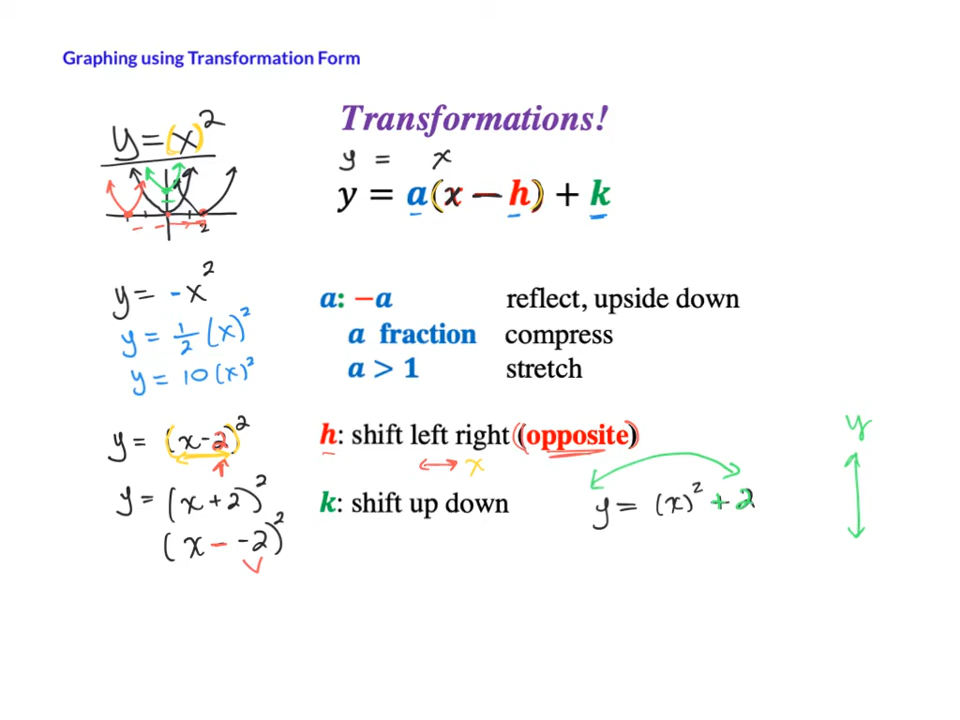 Graphing using Transformation Form
y = (x)²
2
Transformations!
y = x
y = a(x − h) + k
y = -x²
y = 1/2 (x)²
y = 10(x)²
a: −a reflect, upside down
a fraction compress
a > 1 stretch
y = (x-2)²
h: shift left right (opposite)
x
y
y = (x+2)²
k: shift up down
y = (x)² + 2
(x - -2)²